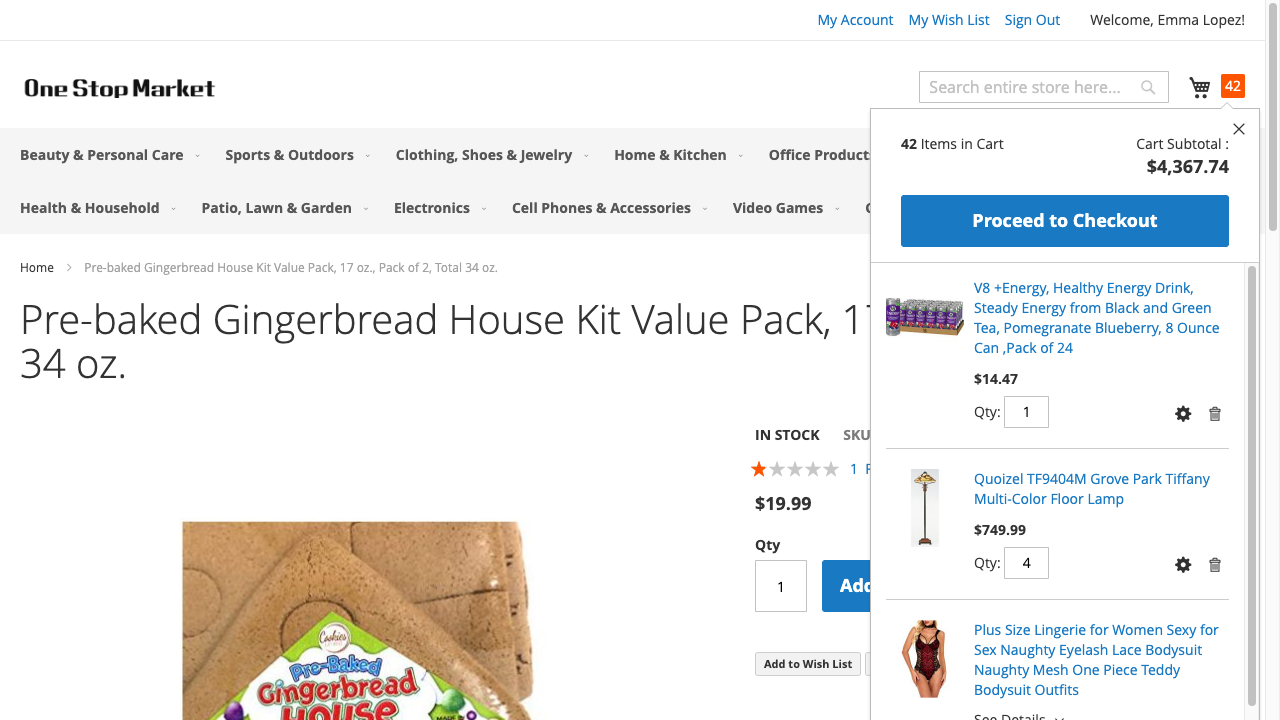 My Account My Wish List Sign Out Welcome, Emma Lopez!
One Stop Market
Search entire store here...
42
Beauty & Personal Care Sports & Outdoors Clothing, Shoes & Jewelry Home & Kitchen Office Product
Health & Household Patio, Lawn & Garden Electronics Cell Phones & Accessories Video Games
Home Pre-baked Gingerbread House Kit Value Pack, 17 oz., Pack of 2, Total 34 oz.
Pre-baked Gingerbread House Kit Value Pack, 17
34 oz.
IN STOCK SKU
1
$19.99
Qty
1
Add
Add to Wish List
Cookies
Pre-Baked
Gingerbread
HOUSE
MADE IN
42 Items in Cart
Cart Subtotal :
$4,367.74
Proceed to Checkout
V8 +Energy, Healthy Energy Drink,
Steady Energy from Black and Green
Tea, Pomegranate Blueberry, 8 Ounce
Can ,Pack of 24
$14.47
Qty: 1
Quoizel TF9404M Grove Park Tiffany
Multi-Color Floor Lamp
$749.99
Qty: 4
Plus Size Lingerie for Women Sexy for
Sex Naughty Eyelash Lace Bodysuit
Naughty Mesh One Piece Teddy
Bodysuit Outfits
See Details